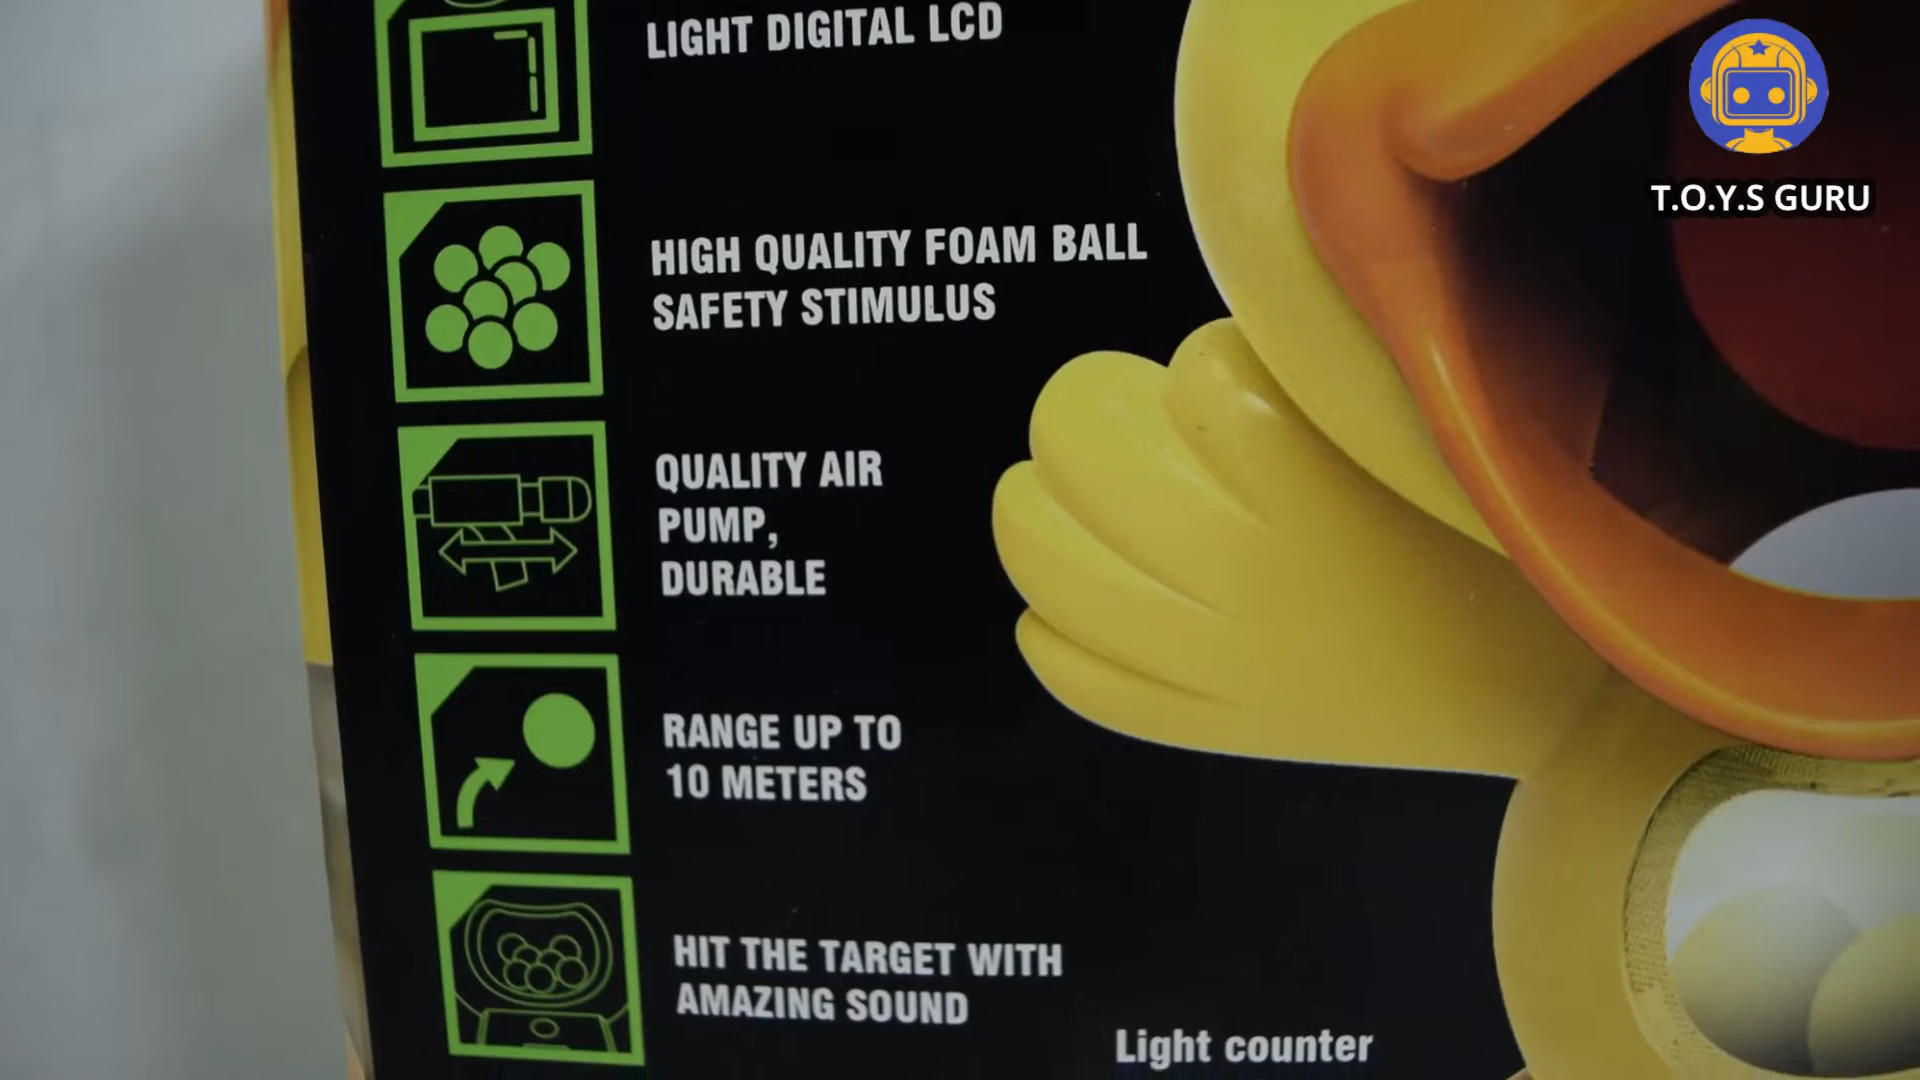 LIGHT DIGITAL LCD
T.O.Y.S GURU
HIGH QUALITY FOAM BALL
SAFETY STIMULUS
QUALITY AIR
PUMP,
DURABLE
RANGE UP TO
10 METERS
HIT THE TARGET WITH
AMAZING SOUND
Light counter